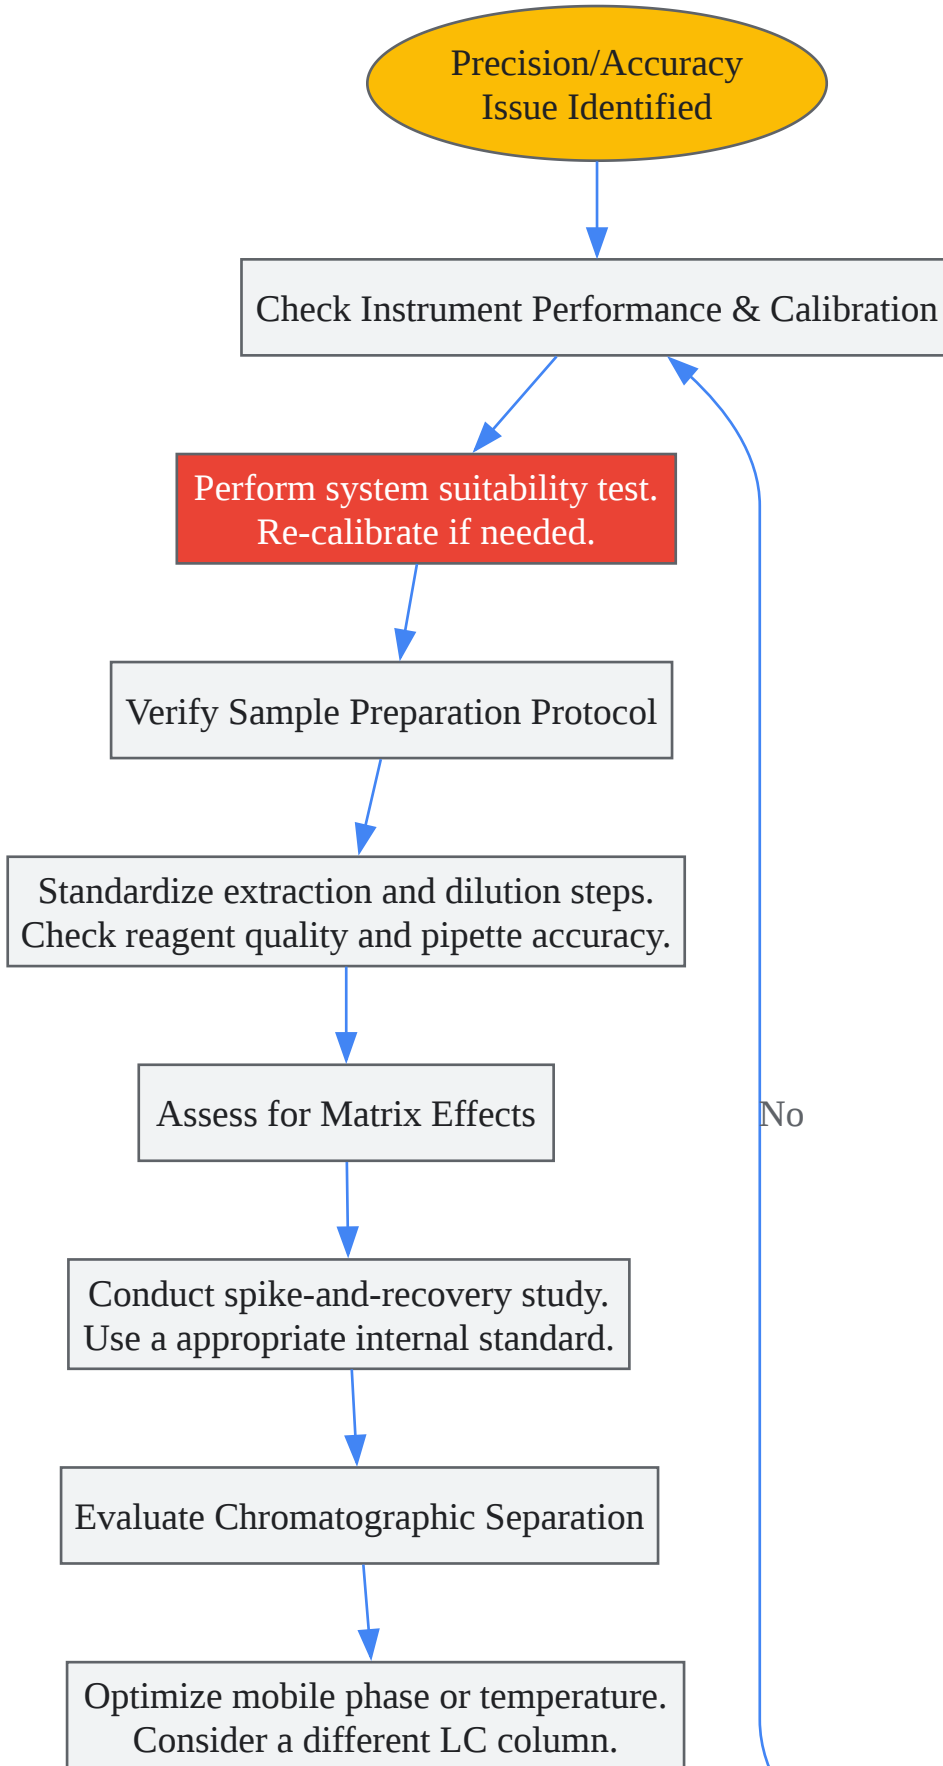 Precision/Accuracy
Issue Identified
Check Instrument Performance & Calibration
Perform system suitability test.
Re-calibrate if needed.
Verify Sample Preparation Protocol
Standardize extraction and dilution steps.
Check reagent quality and pipette accuracy.
Assess for Matrix Effects
No
Conduct spike-and-recovery study.
Use a appropriate internal standard.
Evaluate Chromatographic Separation
Optimize mobile phase or temperature.
Consider a different LC column.